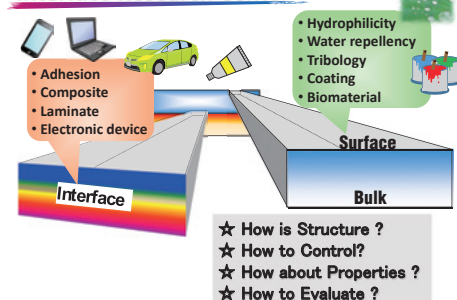 • Hydrophilicity
• Water repellency
• Tribology
• Coating
• Biomaterial
• Adhesion
• Composite
• Laminate
• Electronic device
Surface
Interface
Bulk
☆ How is Structure ?
☆ How to Control?
☆ How about Properties ?
☆ How to Evaluate ?